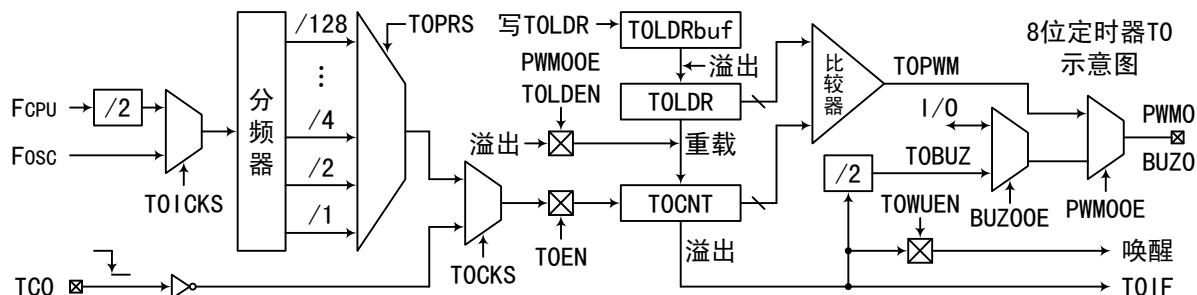 8位定时器T0
示意图
FCPU
/2
FOSC
T0ICKS
分频器
/128
⋮
/4
/2
/1
T0PRS
TC0
T0CKS
T0EN
写T0LDR
T0LDRbuf
溢出
PWM0OE
T0LDEN
溢出
T0LDR
重载
T0CNT
溢出
比较器
T0PWM
I/O
T0BUZ
/2
BUZ0OE
PWM0OE
PWM0
BUZ0
T0WUEN
唤醒
T0IF